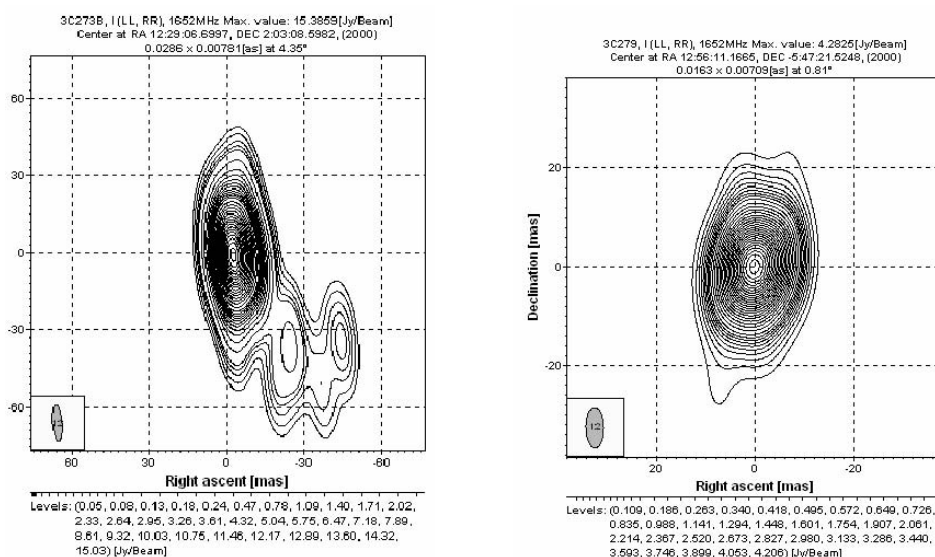 3C273B, I (LL, RR), 1652MHz Max. value: 15.3859[Jy/Beam]
Center at RA 12:29:06.6997, DEC 2:03:08.5982, (2000)
0.0286 x 0.00781[as] at 4.35°
60
30
0
-30
-60
60
30
0
-30
-60
Right ascent [mas]
Levels: (0.05, 0.08, 0.13, 0.18, 0.24, 0.47, 0.78, 1.09, 1.40, 1.71, 2.02,
2.33, 2.64, 2.95, 3.26, 3.61, 4.32, 5.04, 5.75, 6.47, 7.18, 7.89,
8.61, 9.32, 10.03, 10.75, 11.46, 12.17, 12.89, 13.60, 14.32,
15.03) [Jy/Beam]
3C279, I (LL, RR), 1652MHz Max. value: 4.2825[Jy/Beam]
Center at RA 12:56:11.1665, DEC -5:47:21.5248, (2000)
0.0163 x 0.00709[as] at 0.81°
Declination [mas]
20
0
-20
12
20
0
-20
Right ascent [mas]
Levels: (0.109, 0.186, 0.263, 0.340, 0.418, 0.495, 0.572, 0.649, 0.726,
0.835, 0.988, 1.141, 1.294, 1.448, 1.601, 1.754, 1.907, 2.061,
2.214, 2.367, 2.520, 2.673, 2.827, 2.980, 3.133, 3.286, 3.440,
3.593, 3.746, 3.899, 4.053, 4.206) [Jy/Beam]